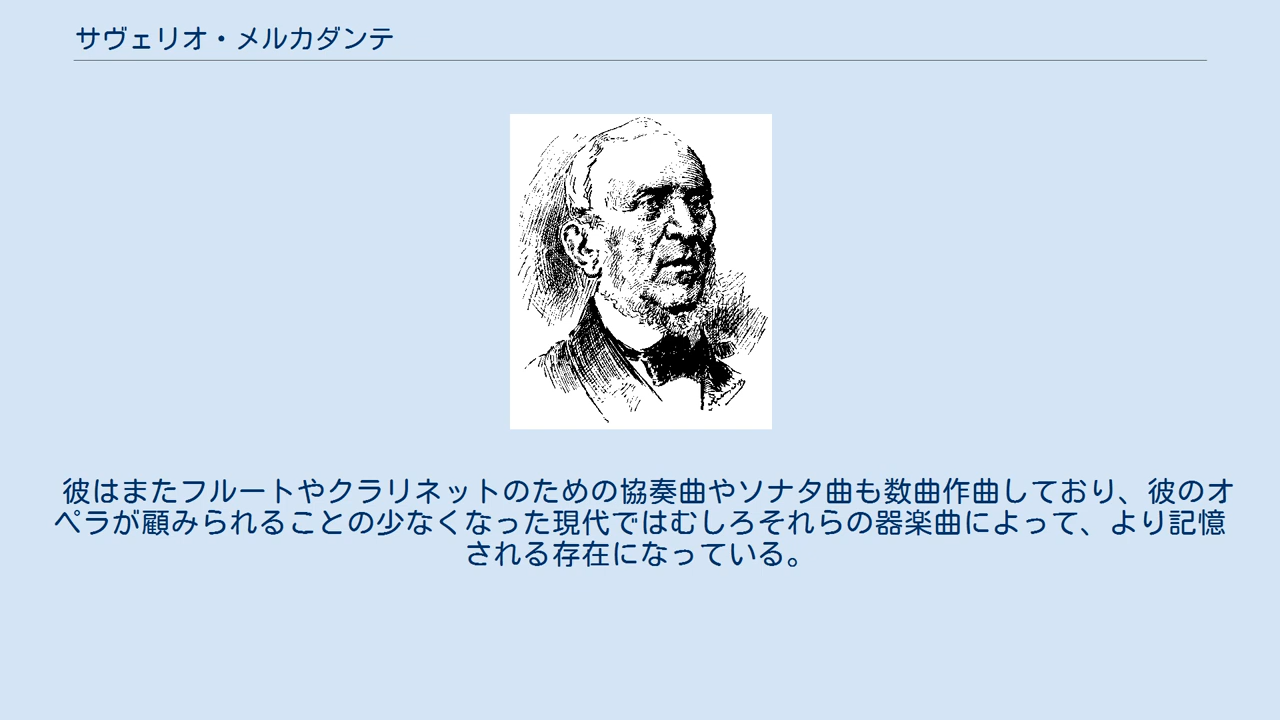 サヴェリオ・メルカダンテ
彼はまたフルートやクラリネットのための協奏曲やソナタ曲も数曲作曲しており、彼のオ
ペラが顧みられることの少なくなった現代ではむしろそれらの器楽曲によって、より記憶
される存在になっている。